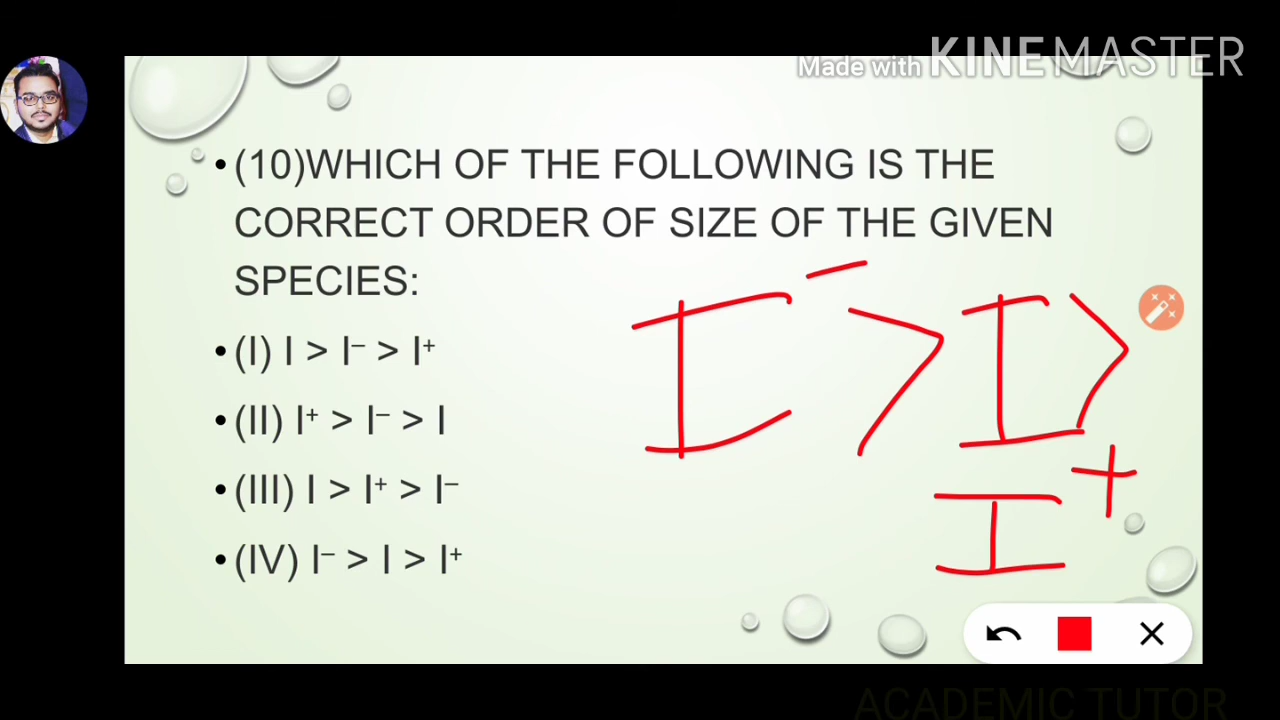 Made with KINEMASTER
• (10)WHICH OF THE FOLLOWING IS THE
CORRECT ORDER OF SIZE OF THE GIVEN
SPECIES:
• (I) I > I⁻ > I⁺
• (II) I⁺ > I⁻ > I
• (III) I > I⁺ > I⁻
• (IV) I⁻ > I > I⁺
I⁻ > I >
I⁺
ACADEMIC TUTOR